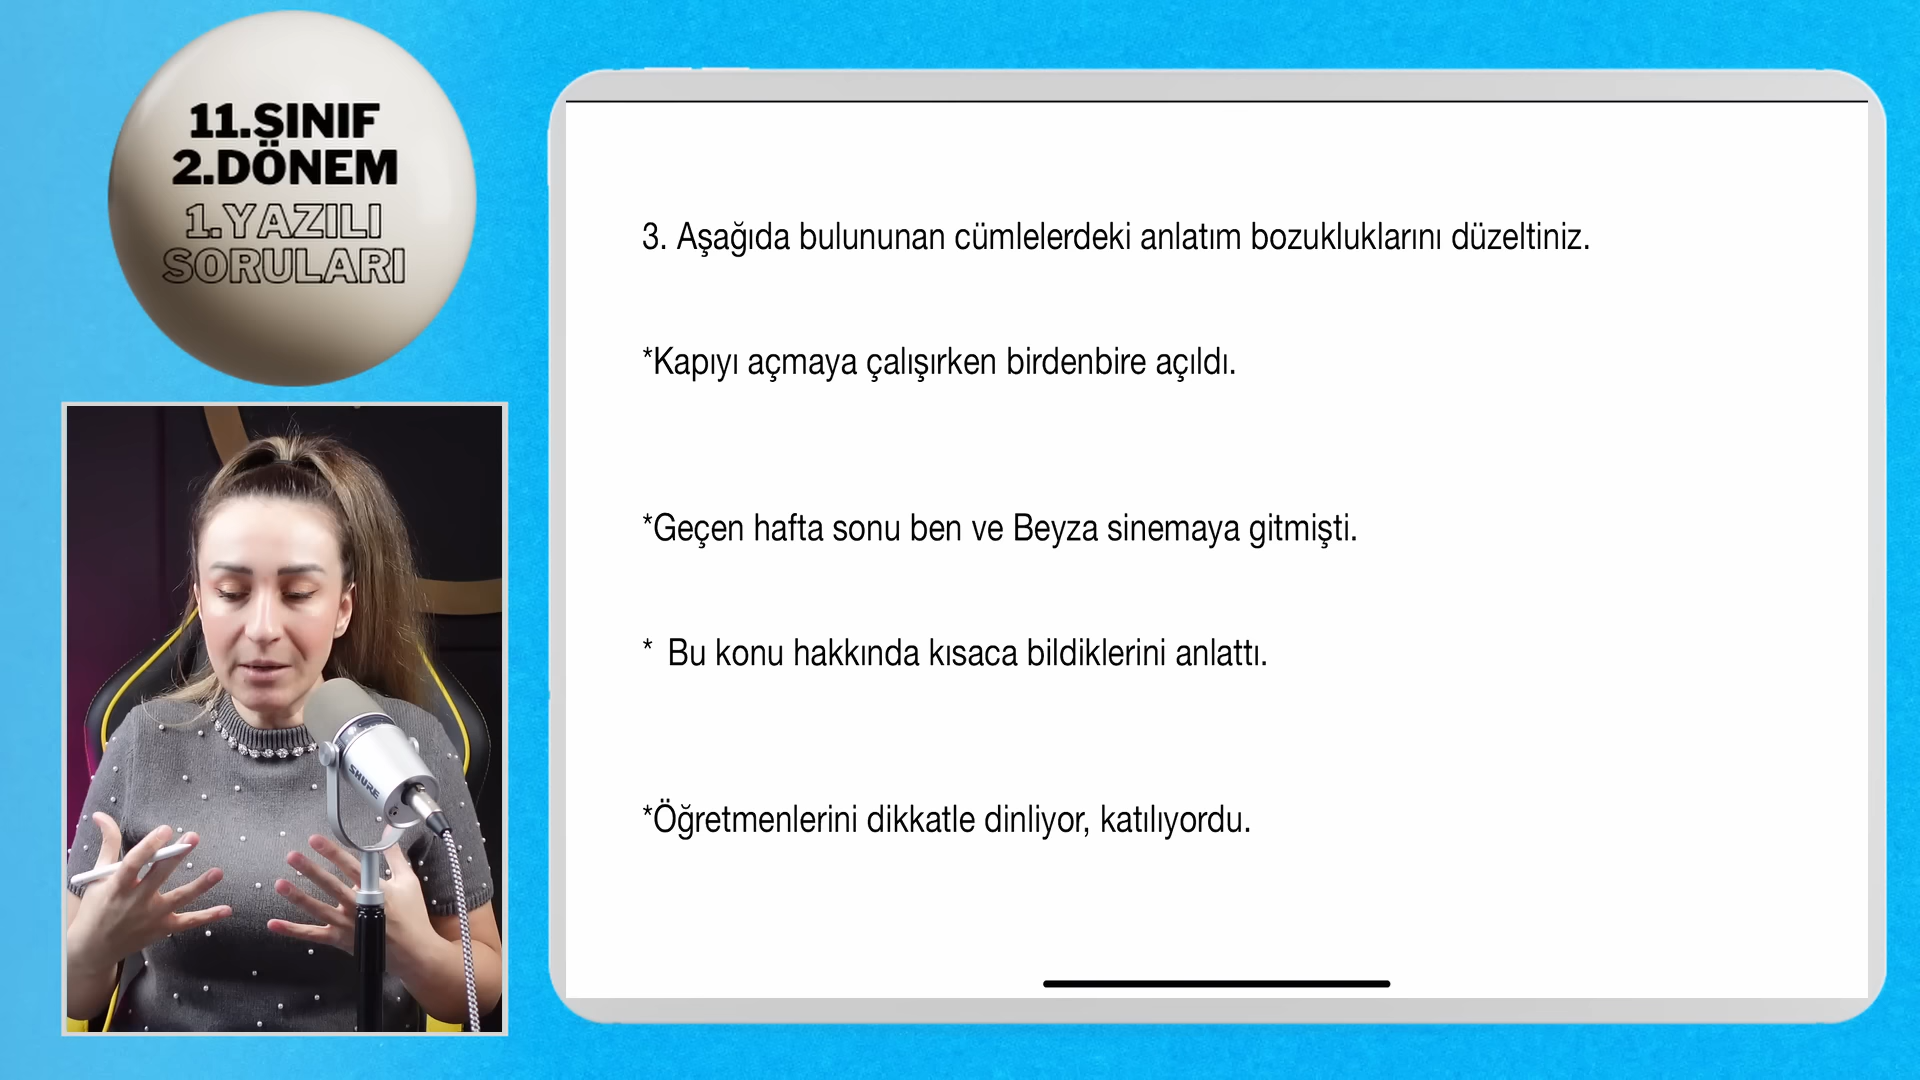 11.SINIF
2.DÖNEM
1.YAZILI
SORULARI
3. Aşağıda bulununan cümlelerdeki anlatım bozukluklarını düzeltiniz.
*Kapıyı açmaya çalışırken birdenbire açıldı.
*Geçen hafta sonu ben ve Beyza sinemaya gitmişti.
* Bu konu hakkında kısaca bildiklerini anlattı.
*Öğretmenlerini dikkatle dinliyor, katılıyordu.
SHURE